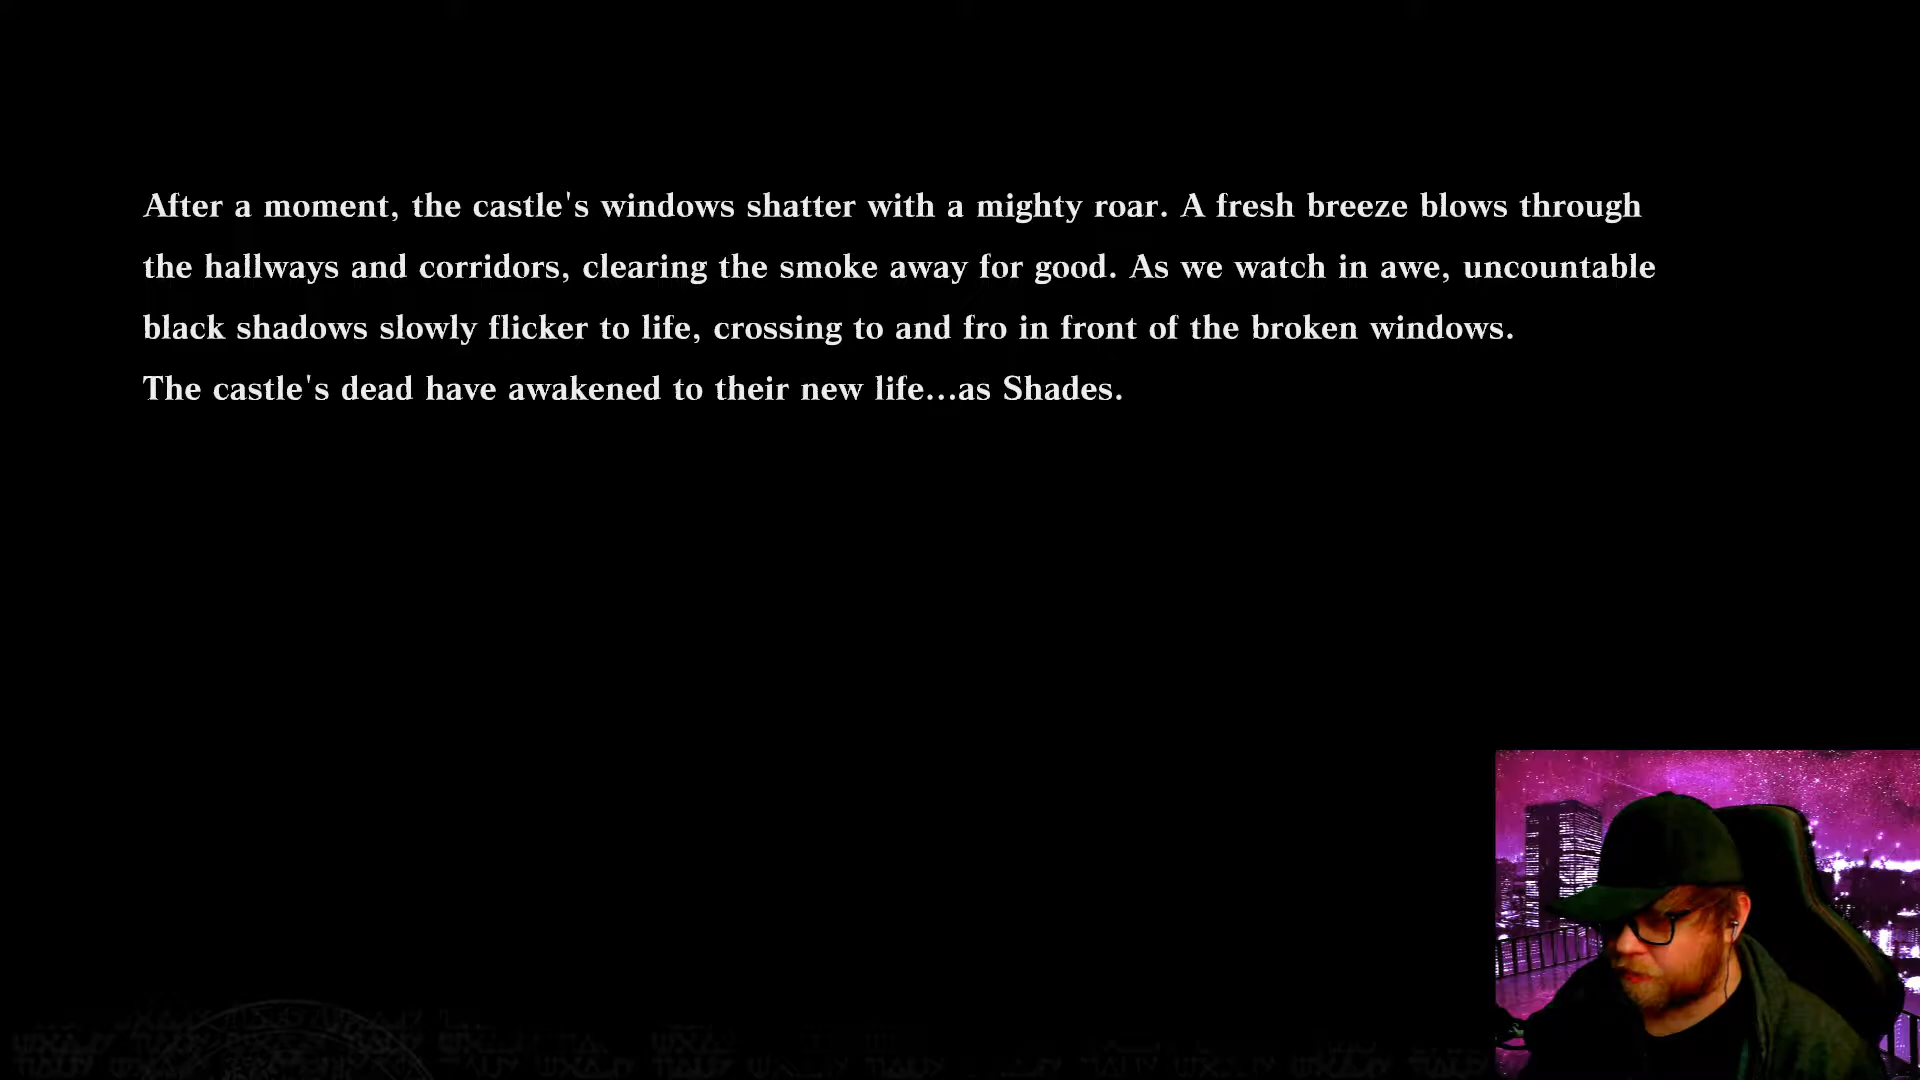 After a moment, the castle's windows shatter with a mighty roar. A fresh breeze blows through
the hallways and corridors, clearing the smoke away for good. As we watch in awe, uncountable
black shadows slowly flicker to life, crossing to and fro in front of the broken windows.
The castle's dead have awakened to their new life...as Shades.